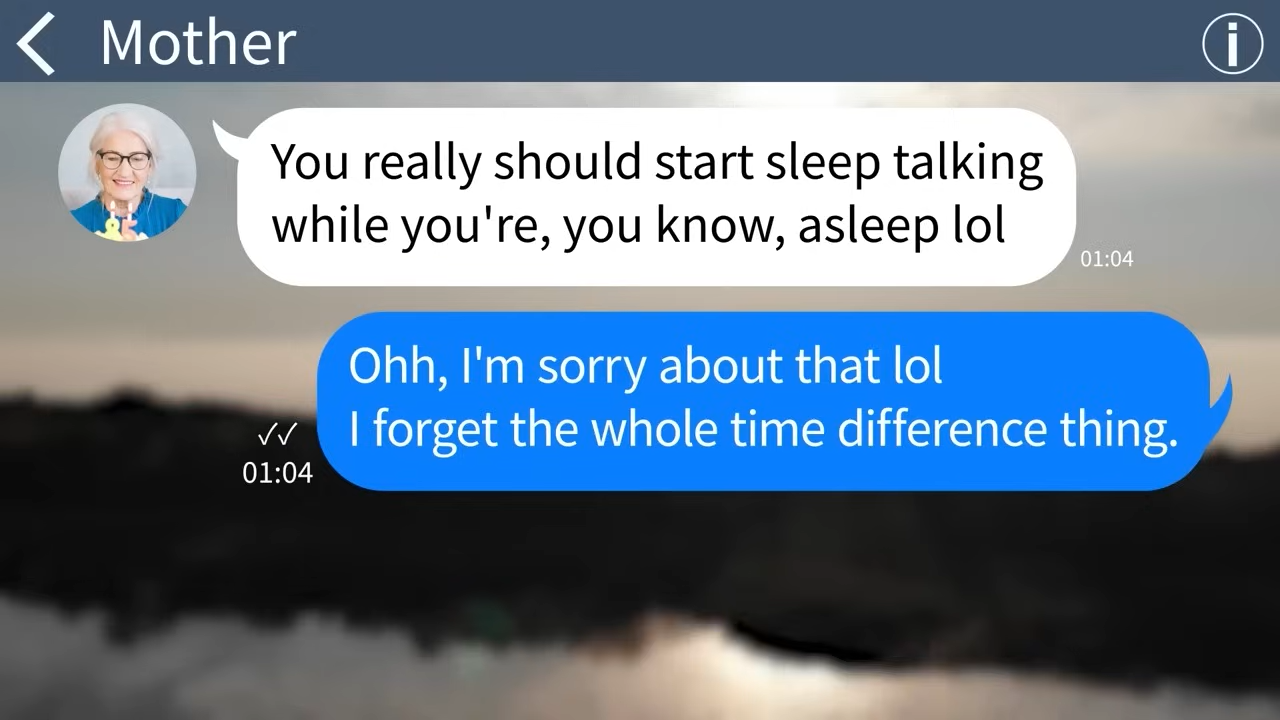 Mother
i
You really should start sleep talking
while you're, you know, asleep lol
01:04
Ohh, I'm sorry about that lol
I forget the whole time difference thing.
✓✓
01:04
85